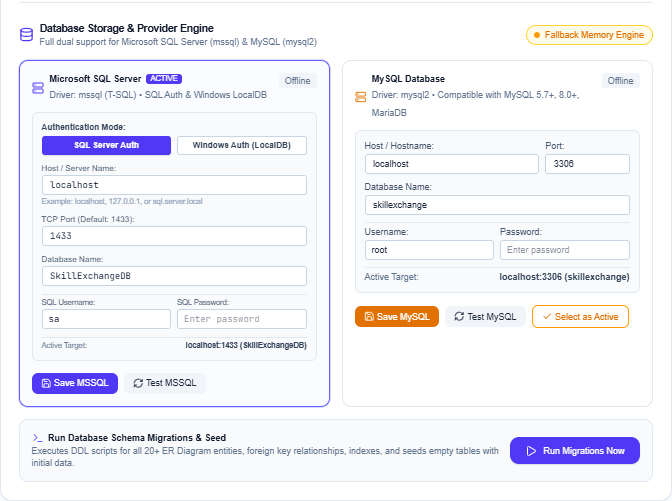 Database Storage & Provider Engine
Full dual support for Microsoft SQL Server (mssql) & MySQL (mysql2)
Fallback Memory Engine
Microsoft SQL Server ACTIVE
Offline
Driver: mssql (T-SQL) • SQL Auth & Windows LocalDB
Authentication Mode:
SQL Server Auth
Windows Auth (LocalDB)
Host / Server Name:
localhost
Example: localhost, 127.0.0.1, or sql.server.local
TCP Port (Default: 1433):
1433
Database Name:
SkillExchangeDB
SQL Username:
SQL Password:
sa
Enter password
Active Target:
localhost:1433 (SkillExchangeDB)
Save MSSQL
Test MSSQL
MySQL Database
Offline
Driver: mysql2 • Compatible with MySQL 5.7+, 8.0+,
MariaDB
Host / Hostname:
Port:
localhost
3306
Database Name:
skillexchange
Username:
Password:
root
Enter password
Active Target:
localhost:3306 (skillexchange)
Save MySQL
Test MySQL
Select as Active
Run Database Schema Migrations & Seed
Executes DDL scripts for all 20+ ER Diagram entities, foreign key relationships, indexes, and seeds empty tables with
initial data.
Run Migrations Now